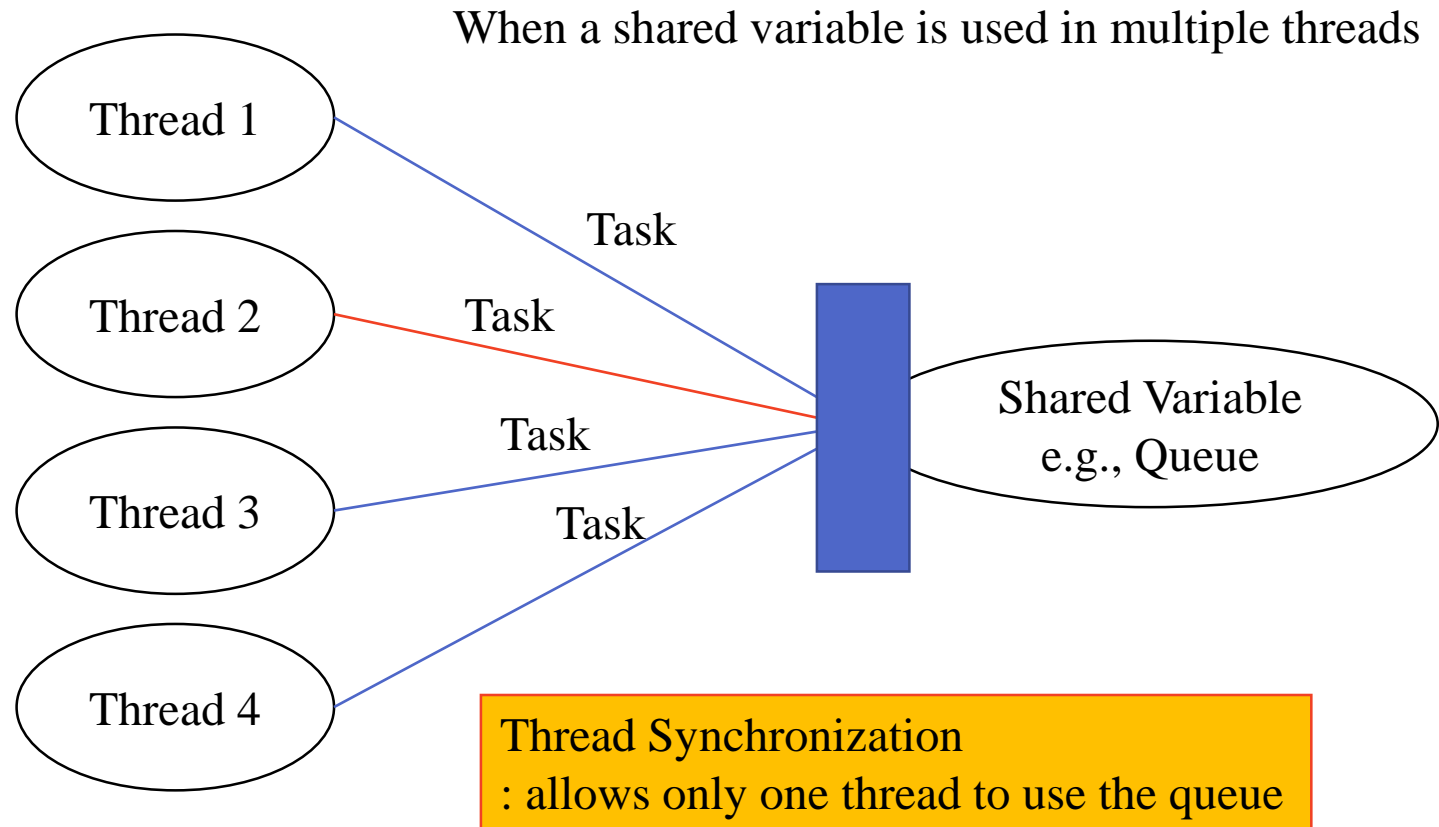 When a shared variable is used in multiple threads
Thread 1
Task
Thread 2
Task
Shared Variable
e.g., Queue
Task
Thread 3
Task
Thread 4
Thread Synchronization
: allows only one thread to use the queue